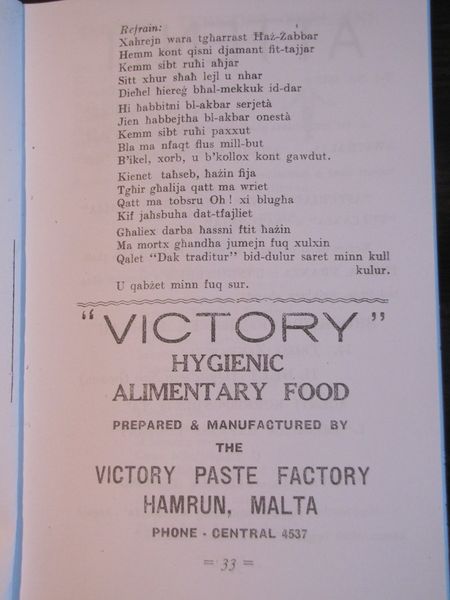 Refrain:
Xahrejn wara tgharrast Haż-Żabbar
Hemm kont qisni djamant fit-tajjar
Kemm sibt ruhi ahjar
Sitt xhur shah lejl u nhar
Diehel hiereġ bhal-mekkuk id-dar
Hi habbitni bl-akbar serjetà
Jien habbejtha bl-akbar onestà
Kemm sibt ruhi paxxut
Bla ma nfaqt flus mill-but
B'ikel, xorb, u b'kollox kont gawdut.
Kienet tahseb, hażin fija
Tghir ghalija qatt ma wriet
Qatt ma tobsru Oh! xi blugha
Kif jahsbuha dat-tfajliet
Ghaliex darba hassni ftit hażin
Ma mortx ghandha jumejn fuq xulxin
Qalet "Dak traditur" bid-dulur saret minn kull
kulur.
U qabżet minn fuq sur.
"VICTORY"
HYGIENIC
ALIMENTARY FOOD
PREPARED & MANUFACTURED BY
THE
VICTORY PASTE FACTORY
HAMRUN, MALTA
PHONE - CENTRAL 4537
= 33 =